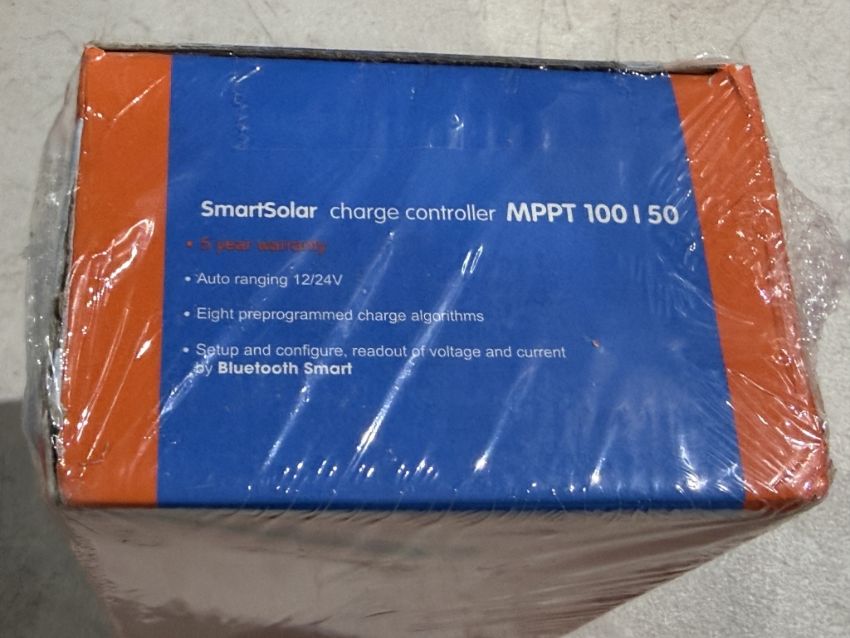 SmartSolar charge controller MPPT 100 | 50
• 5 year warranty
• Auto ranging 12/24V
• Eight preprogrammed charge algorithms
• Setup and configure, readout of voltage and current
by Bluetooth Smart